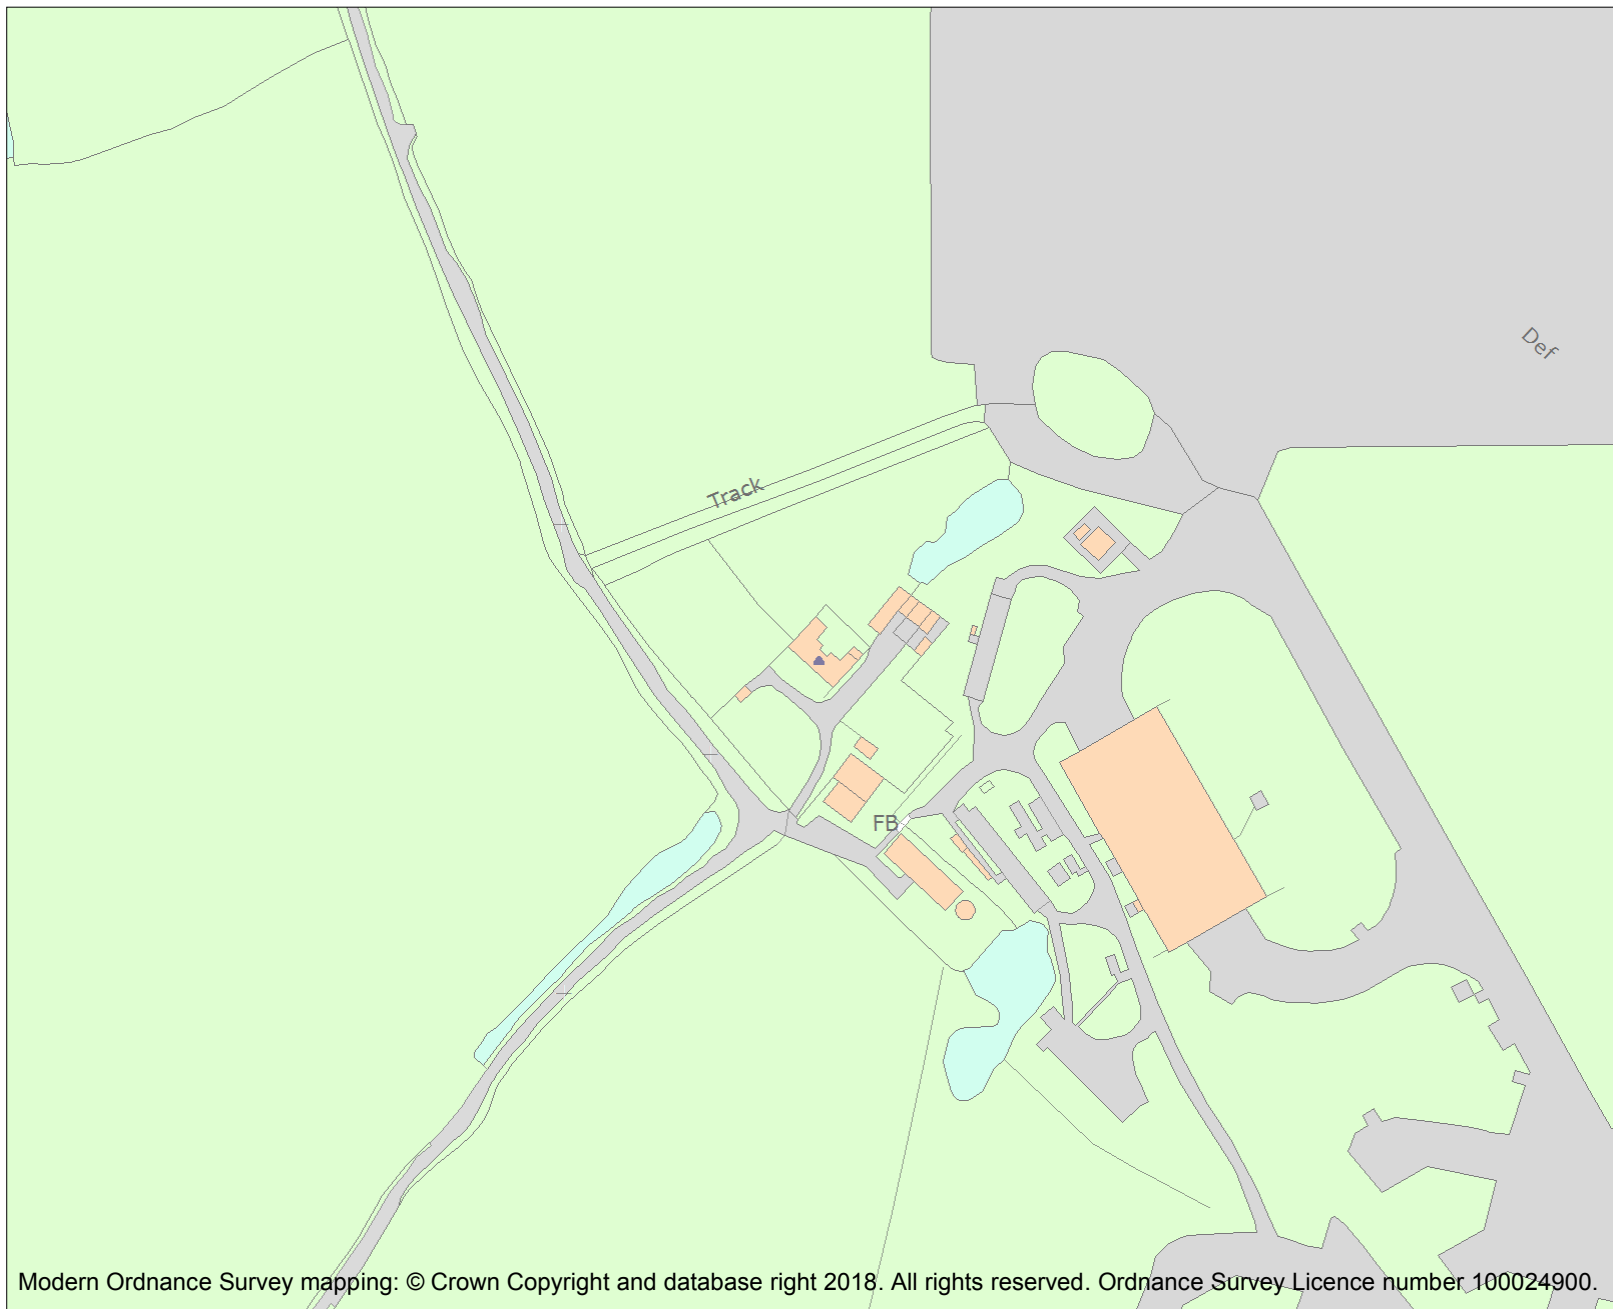 Def
Track
FB
Modern Ordnance Survey mapping: © Crown Copyright and database right 2018. All rights reserved. Ordnance Survey Licence number 100024900.